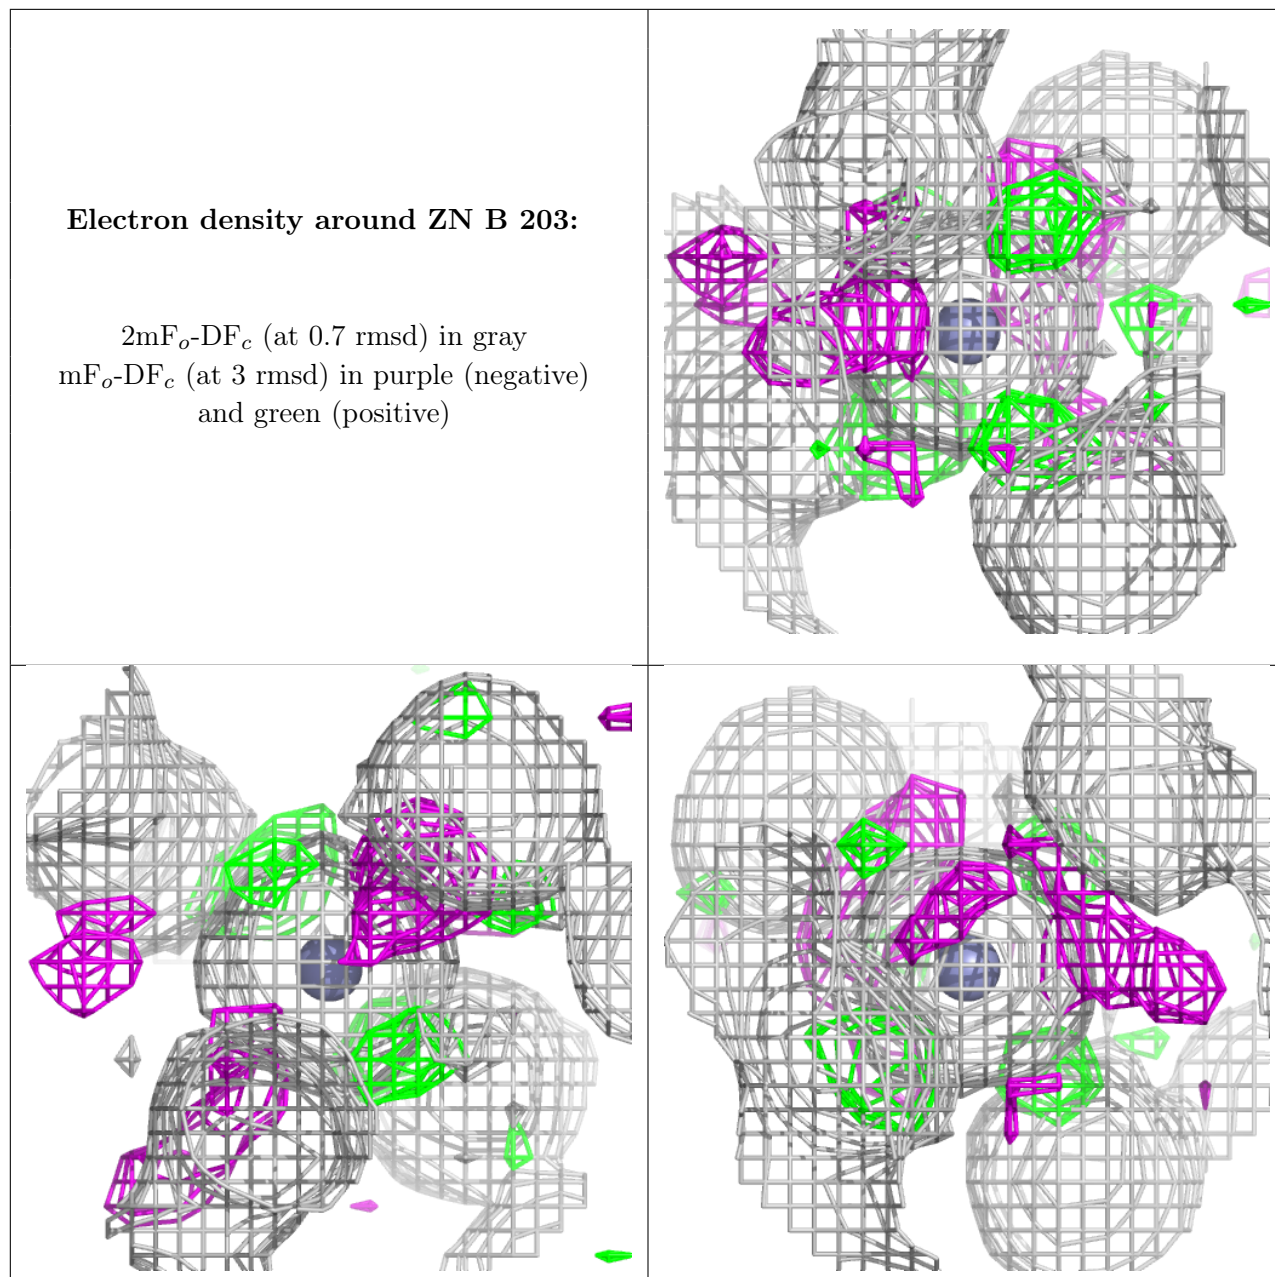 Electron density around ZN B 203:
2mFₒ-DF𝒸 (at 0.7 rmsd) in gray
mFₒ-DF𝒸 (at 3 rmsd) in purple (negative)
and green (positive)